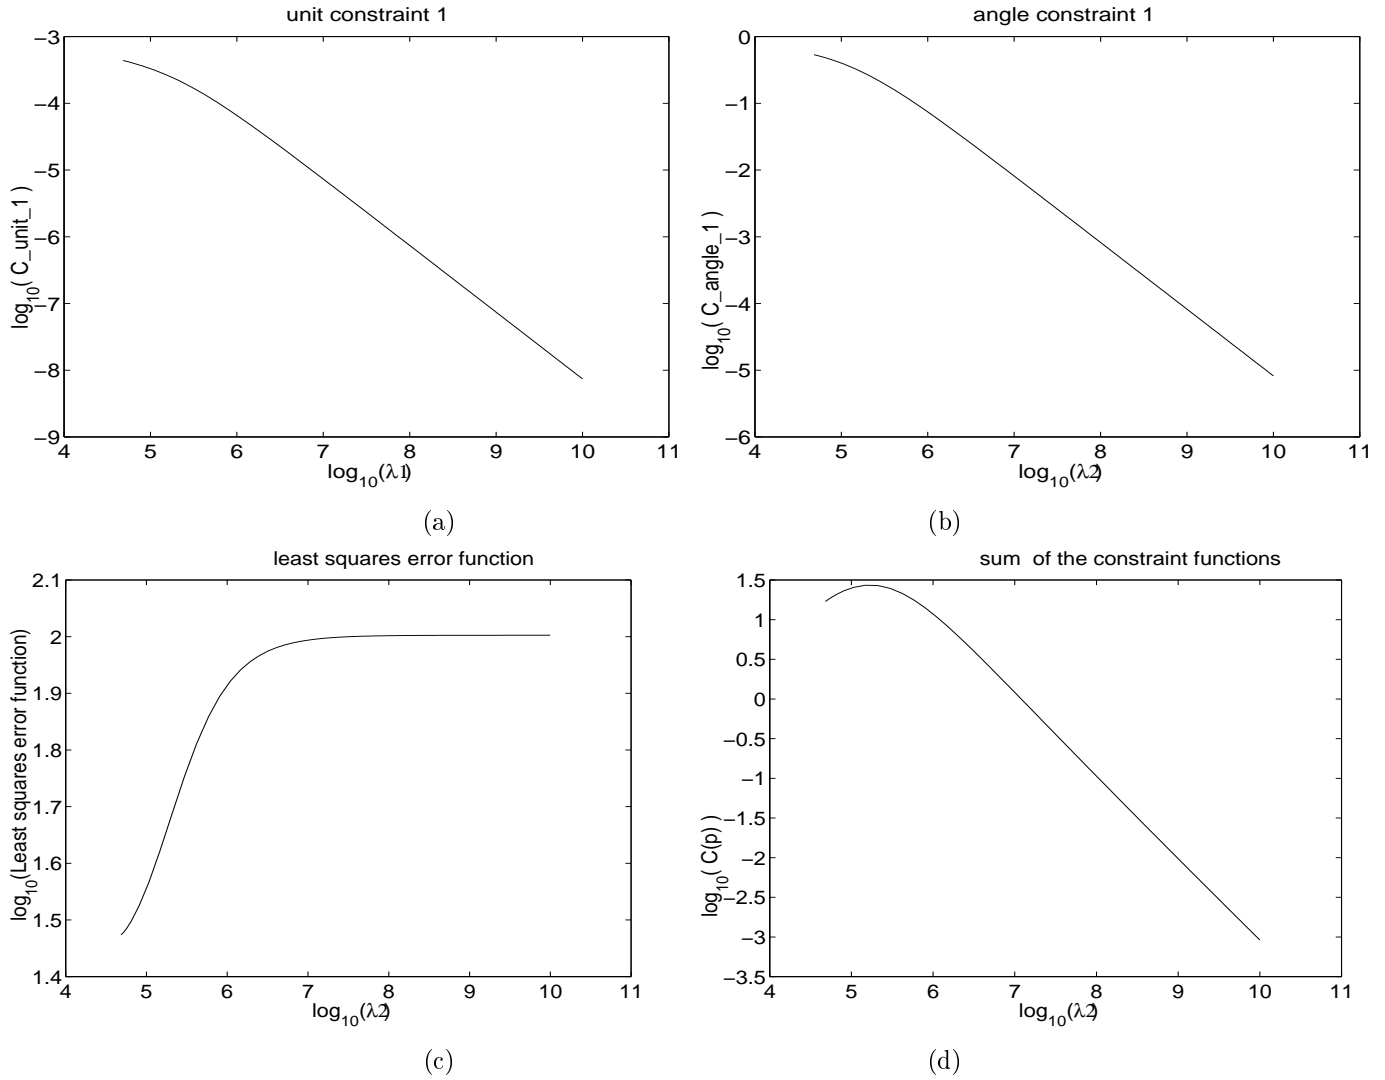 unit constraint 1
−3
−4
−5
−6
−7
−8
−9
log10( C_unit_1 )
4 5 6 7 8 9 10 11
log10(λ1)
(a)
angle constraint 1
0
−1
−2
−3
−4
−5
−6
log10( C_angle_1 )
4 5 6 7 8 9 10 11
log10(λ2)
(b)
least squares error function
2.1
2
1.9
1.8
1.7
1.6
1.5
1.4
log10(Least squares error function)
4 5 6 7 8 9 10 11
log10(λ2)
(c)
sum of the constraint functions
1.5
1
0.5
0
−0.5
−1
−1.5
−2
−2.5
−3
−3.5
log10( C(p) )
4 5 6 7 8 9 10 11
log10(λ2)
(d)